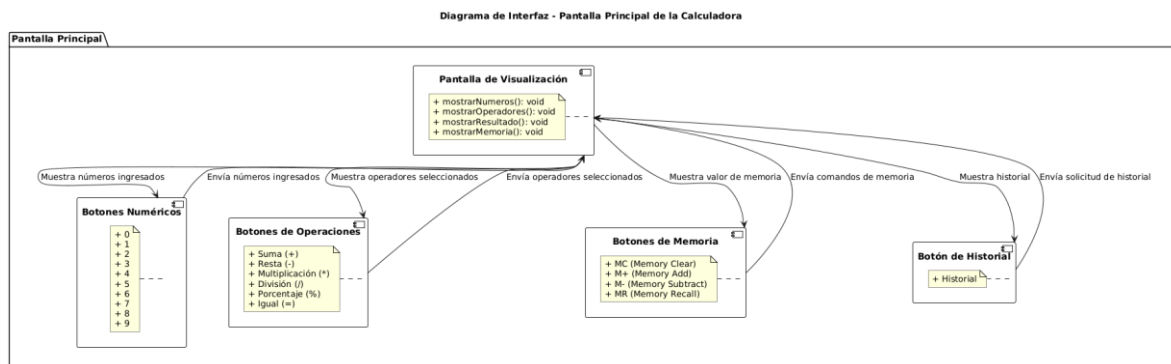 Diagrama de Interfaz - Pantalla Principal de la Calculadora
Pantalla Principal
Pantalla de Visualización
+ mostrarNumeros(): void
+ mostrarOperadores(): void
+ mostrarResultado(): void
+ mostrarMemoria(): void
Muestra números ingresados
Envía números ingresados
Muestra operadores seleccionados
Envía operadores seleccionados
Muestra valor de memoria
Envía comandos de memoria
Muestra historial
Envía solicitud de historial
Botones Numéricos
+ 0
+ 1
+ 2
+ 3
+ 4
+ 5
+ 6
+ 7
+ 8
+ 9
Botones de Operaciones
+ Suma (+)
+ Resta (-)
+ Multiplicación (*)
+ División (/)
+ Porcentaje (%)
+ Igual (=)
Botones de Memoria
+ MC (Memory Clear)
+ M+ (Memory Add)
+ M- (Memory Subtract)
+ MR (Memory Recall)
Botón de Historial
+ Historial